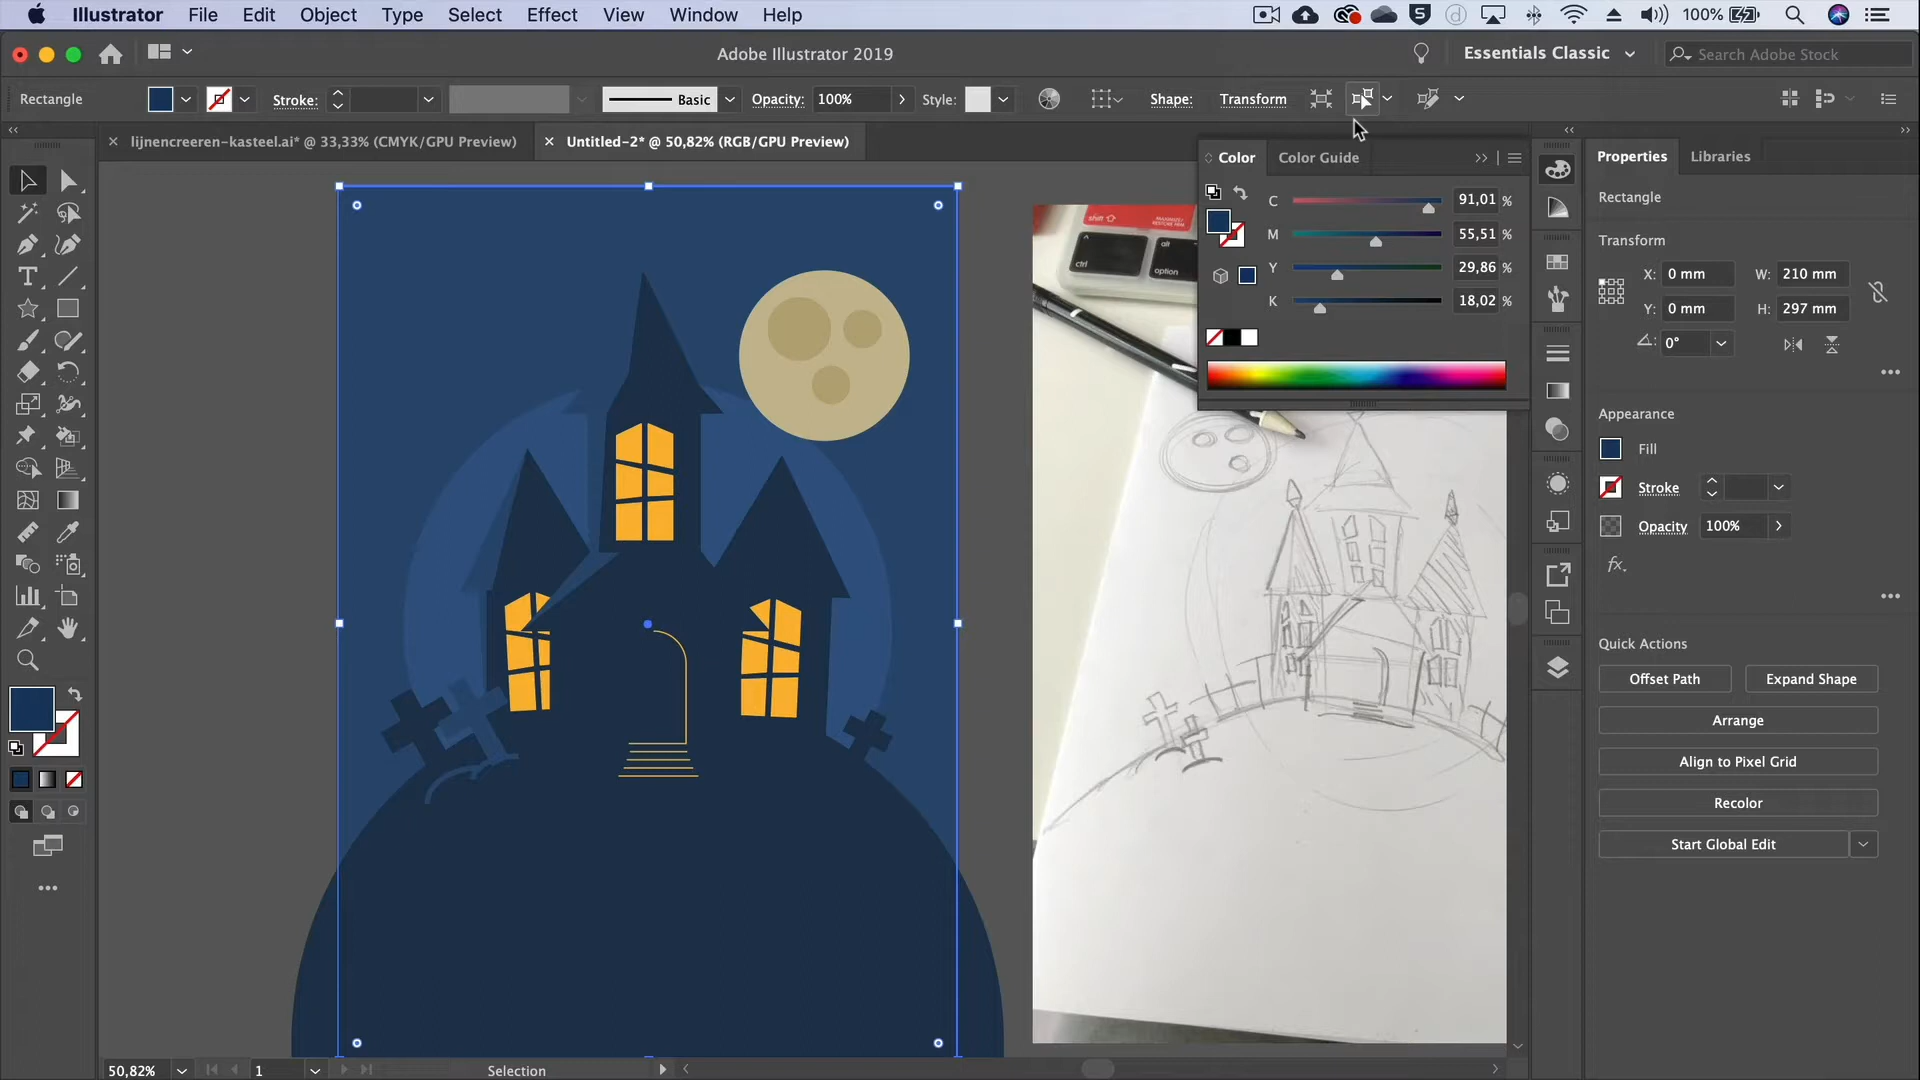 Illustrator File Edit Object Type Select Effect View Window Help 100%
Adobe Illustrator 2019 Essentials Classic Search Adobe Stock
Rectangle Stroke: Basic Opacity: 100% Style: Shape: Transform
lijnencreeren-kasteel.ai* @ 33,33% (CMYK/GPU Preview) Untitled-2* @ 50,82% (RGB/GPU Preview)
Color Color Guide
C 91,01 %
M 55,51 %
Y 29,86 %
K 18,02 %
shift
ctrl
alt
option
Properties Libraries
Rectangle
Transform
X: 0 mm W: 210 mm
Y: 0 mm H: 297 mm
0°
Appearance
Fill
Stroke
Opacity 100%
fx.
Quick Actions
Offset Path Expand Shape
Arrange
Align to Pixel Grid
Recolor
Start Global Edit
50,82% 1 Selection